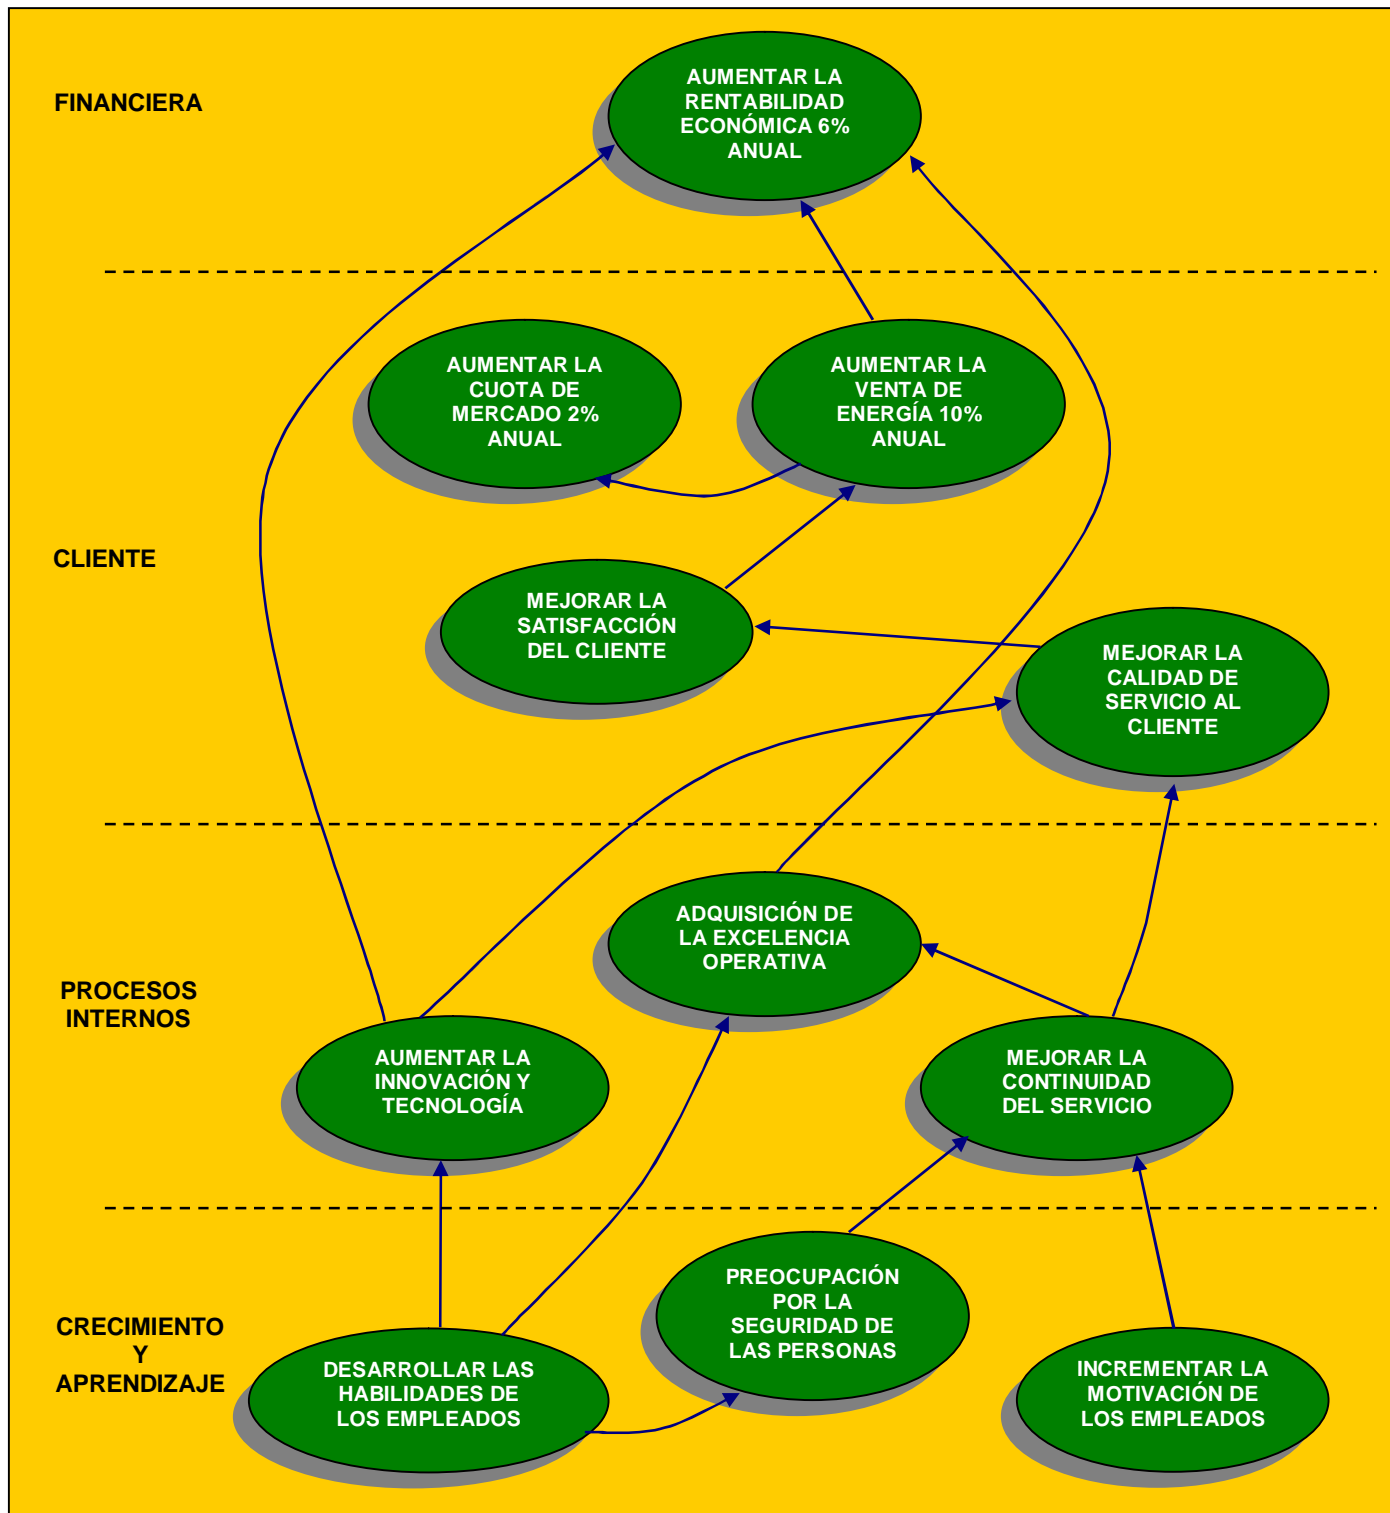 FINANCIERA
AUMENTAR LA
RENTABILIDAD
ECONÓMICA 6%
ANUAL
AUMENTAR LA
CUOTA DE
MERCADO 2%
ANUAL
AUMENTAR LA
VENTA DE
ENERGÍA 10%
ANUAL
CLIENTE
MEJORAR LA
SATISFACCIÓN
DEL CLIENTE
MEJORAR LA
CALIDAD DE
SERVICIO AL
CLIENTE
ADQUISICIÓN DE
LA EXCELENCIA
OPERATIVA
PROCESOS
INTERNOS
AUMENTAR LA
INNOVACIÓN Y
TECNOLOGÍA
MEJORAR LA
CONTINUIDAD
DEL SERVICIO
PREOCUPACIÓN
POR LA
SEGURIDAD DE
LAS PERSONAS
CRECIMIENTO
Y
APRENDIZAJE
DESARROLLAR LAS
HABILIDADES DE
LOS EMPLEADOS
INCREMENTAR LA
MOTIVACIÓN DE
LOS EMPLEADOS